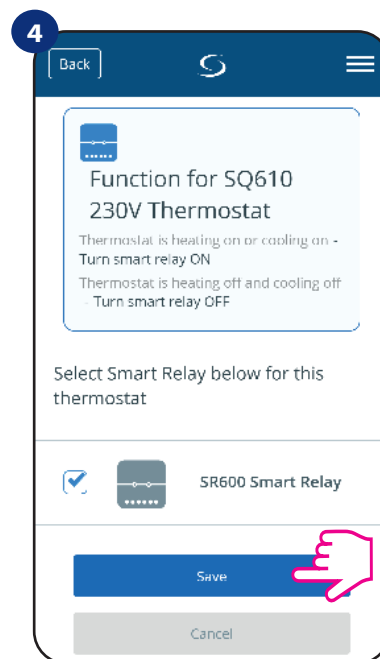 4
Back
Function for SQ610
230V Thermostat
Thermostat is heating on or cooling on -
Turn smart relay ON
Thermostat is heating off and cooling off
- Turn smart relay OFF
Select Smart Relay below for this
thermostat
SR600 Smart Relay
Save
Cancel